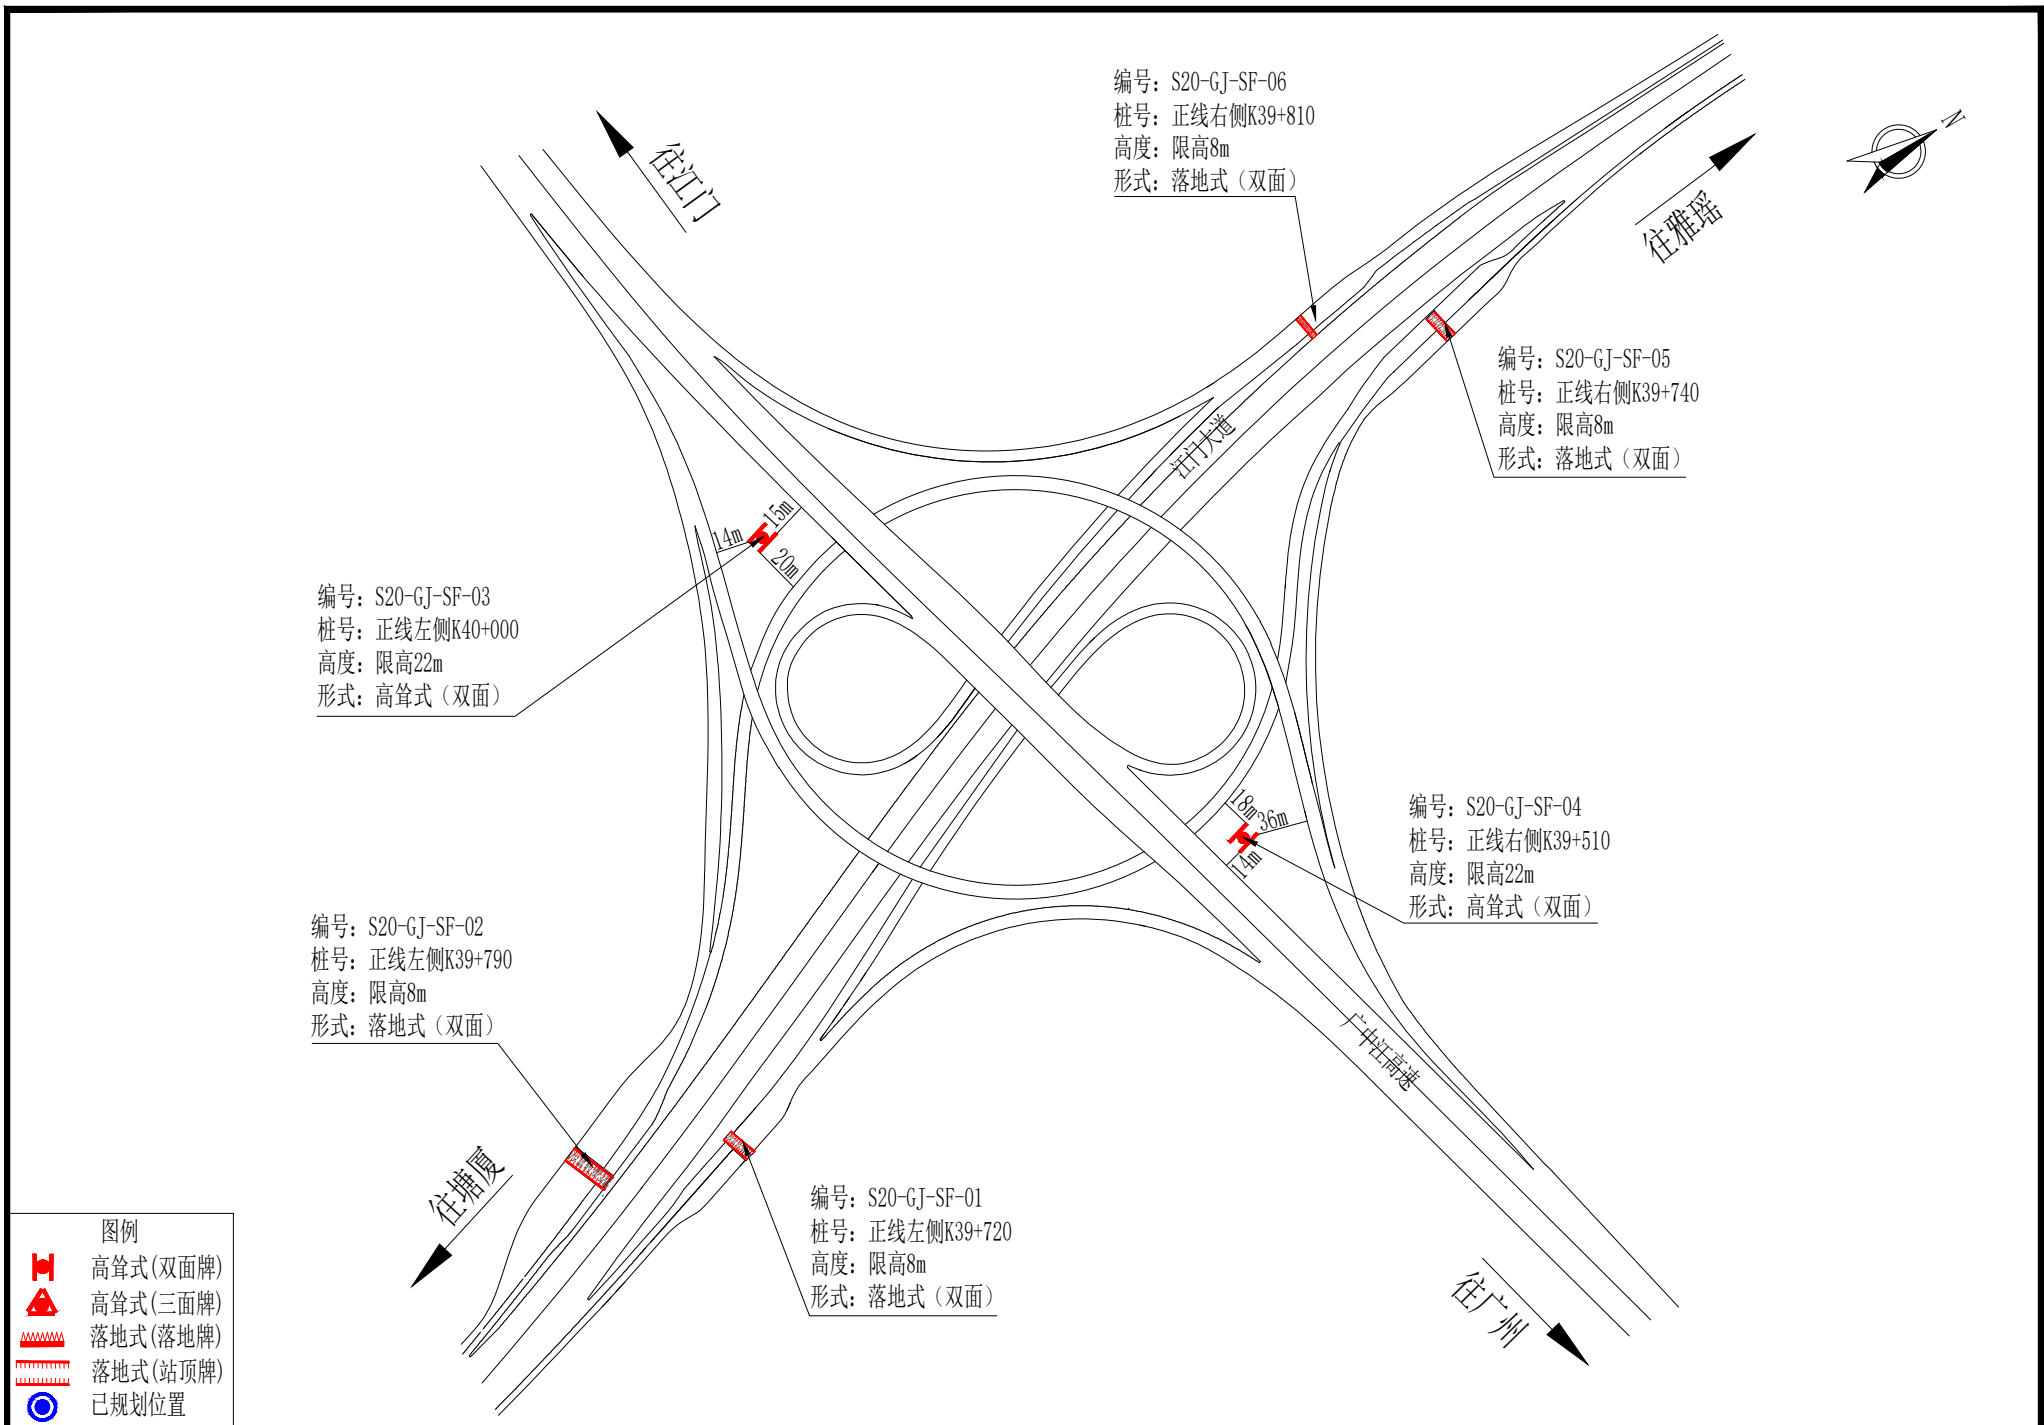 编号：S20-GJ-SF-06
桩号：正线右侧K39+810
高度：限高8m
形式：落地式（双面）
往江门
N
往雅瑶
编号：S20-GJ-SF-05
桩号：正线右侧K39+740
高度：限高8m
形式：落地式（双面）
江门大道
15m
14m
20m
编号：S20-GJ-SF-03
桩号：正线左侧K40+000
高度：限高22m
形式：高耸式（双面）
18m
36m
14m
编号：S20-GJ-SF-04
桩号：正线右侧K39+510
高度：限高22m
形式：高耸式（双面）
编号：S20-GJ-SF-02
桩号：正线左侧K39+790
高度：限高8m
形式：落地式（双面）
广中江高速
往塘厦
编号：S20-GJ-SF-01
桩号：正线左侧K39+720
高度：限高8m
形式：落地式（双面）
往广州
图例
高耸式(双面牌)
高耸式(三面牌)
落地式(落地牌)
落地式(站顶牌)
已规划位置